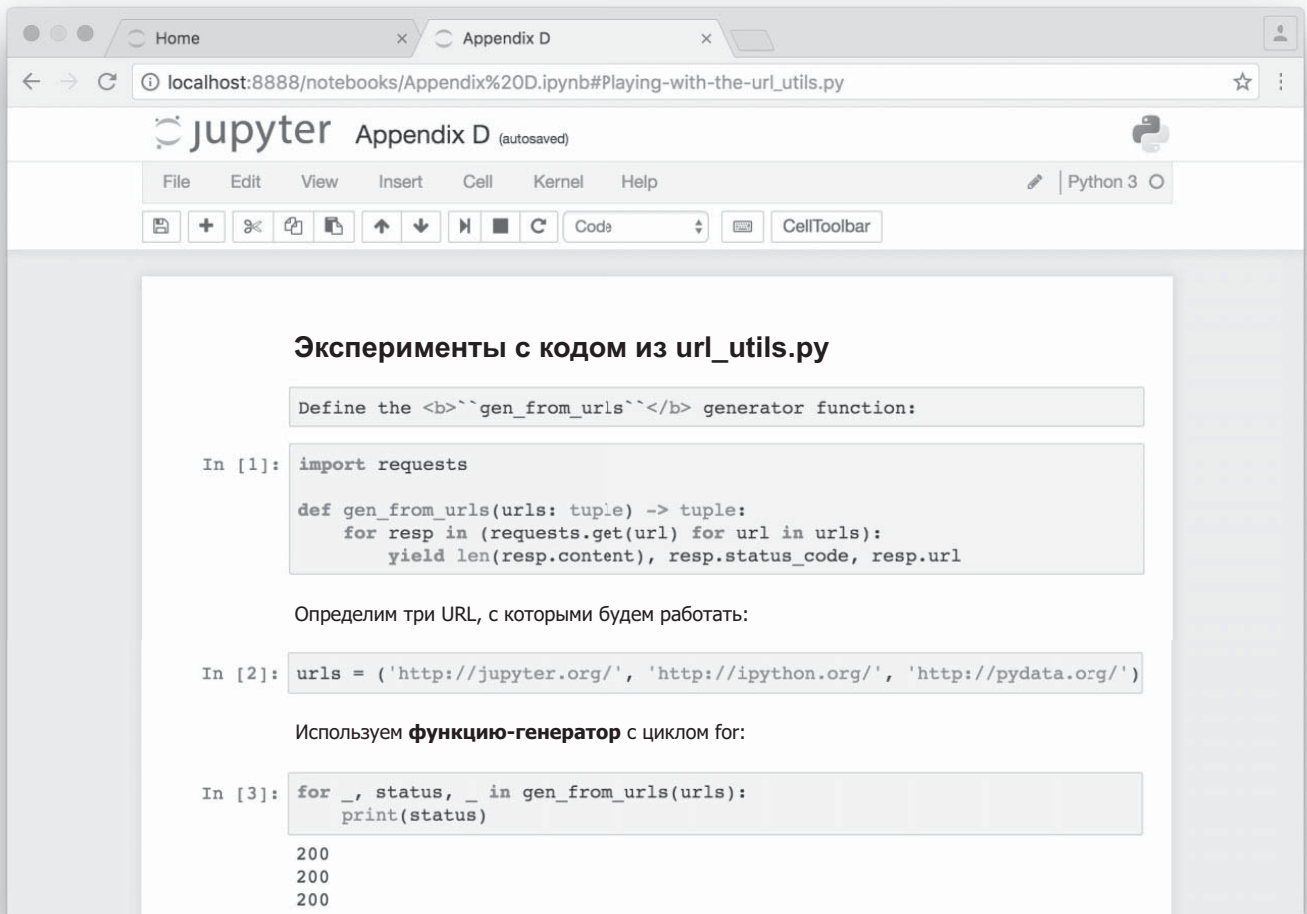 Home × Appendix D ×
localhost:8888/notebooks/Appendix%20D.ipynb#Playing-with-the-url_utils.py
jupyter Appendix D (autosaved)
File Edit View Insert Cell Kernel Help Python 3
Code CellToolbar
Эксперименты с кодом из url_utils.py
Define the <b>``gen_from_urls``</b> generator function:
In [1]: import requests
def gen_from_urls(urls: tuple) -> tuple:
for resp in (requests.get(url) for url in urls):
yield len(resp.content), resp.status_code, resp.url
Определим три URL, с которыми будем работать:
In [2]: urls = ('http://jupyter.org/', 'http://ipython.org/', 'http://pydata.org/')
Используем функцию-генератор с циклом for:
In [3]: for _, status, _ in gen_from_urls(urls):
print(status)
200
200
200